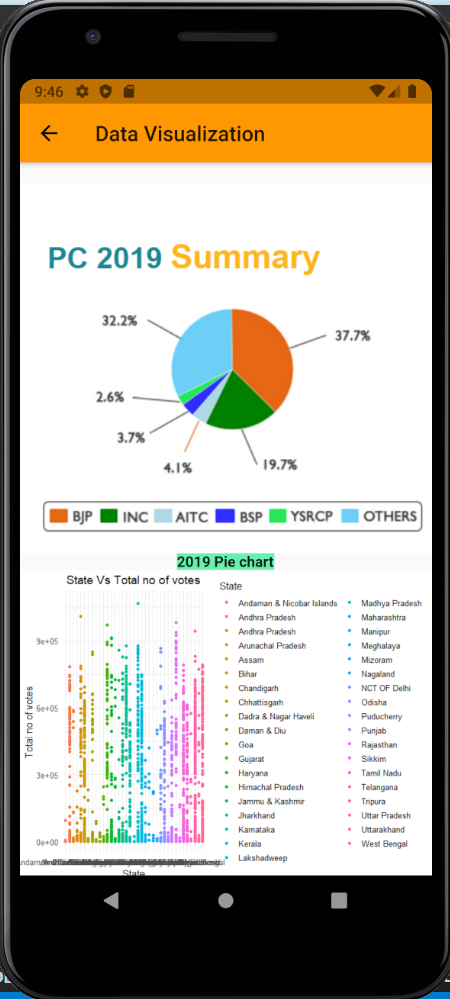 9:46
Data Visualization
PC 2019 Summary
32.2%
37.7%
2.6%
3.7%
4.1%
19.7%
BJP INC AITC BSP YSRCP OTHERS
2019 Pie chart
State Vs Total no of votes
State
Andaman & Nicobar Islands
Andhra Pradesh
Andhra Pradesh
Arunachal Pradesh
Assam
Bihar
Chandigarh
Chhattisgarh
Dadra & Nagar Haveli
Daman & Diu
Goa
Gujarat
Haryana
Himachal Pradesh
Jammu & Kashmir
Jharkhand
Karnataka
Kerala
Lakshadweep
Madhya Pradesh
Maharashtra
Manipur
Meghalaya
Mizoram
Nagaland
NCT OF Delhi
Odisha
Puducherry
Punjab
Rajasthan
Sikkim
Tamil Nadu
Telangana
Tripura
Uttar Pradesh
Uttarakhand
West Bengal
Total no of votes
9e+05
6e+05
3e+05
0e+00
State